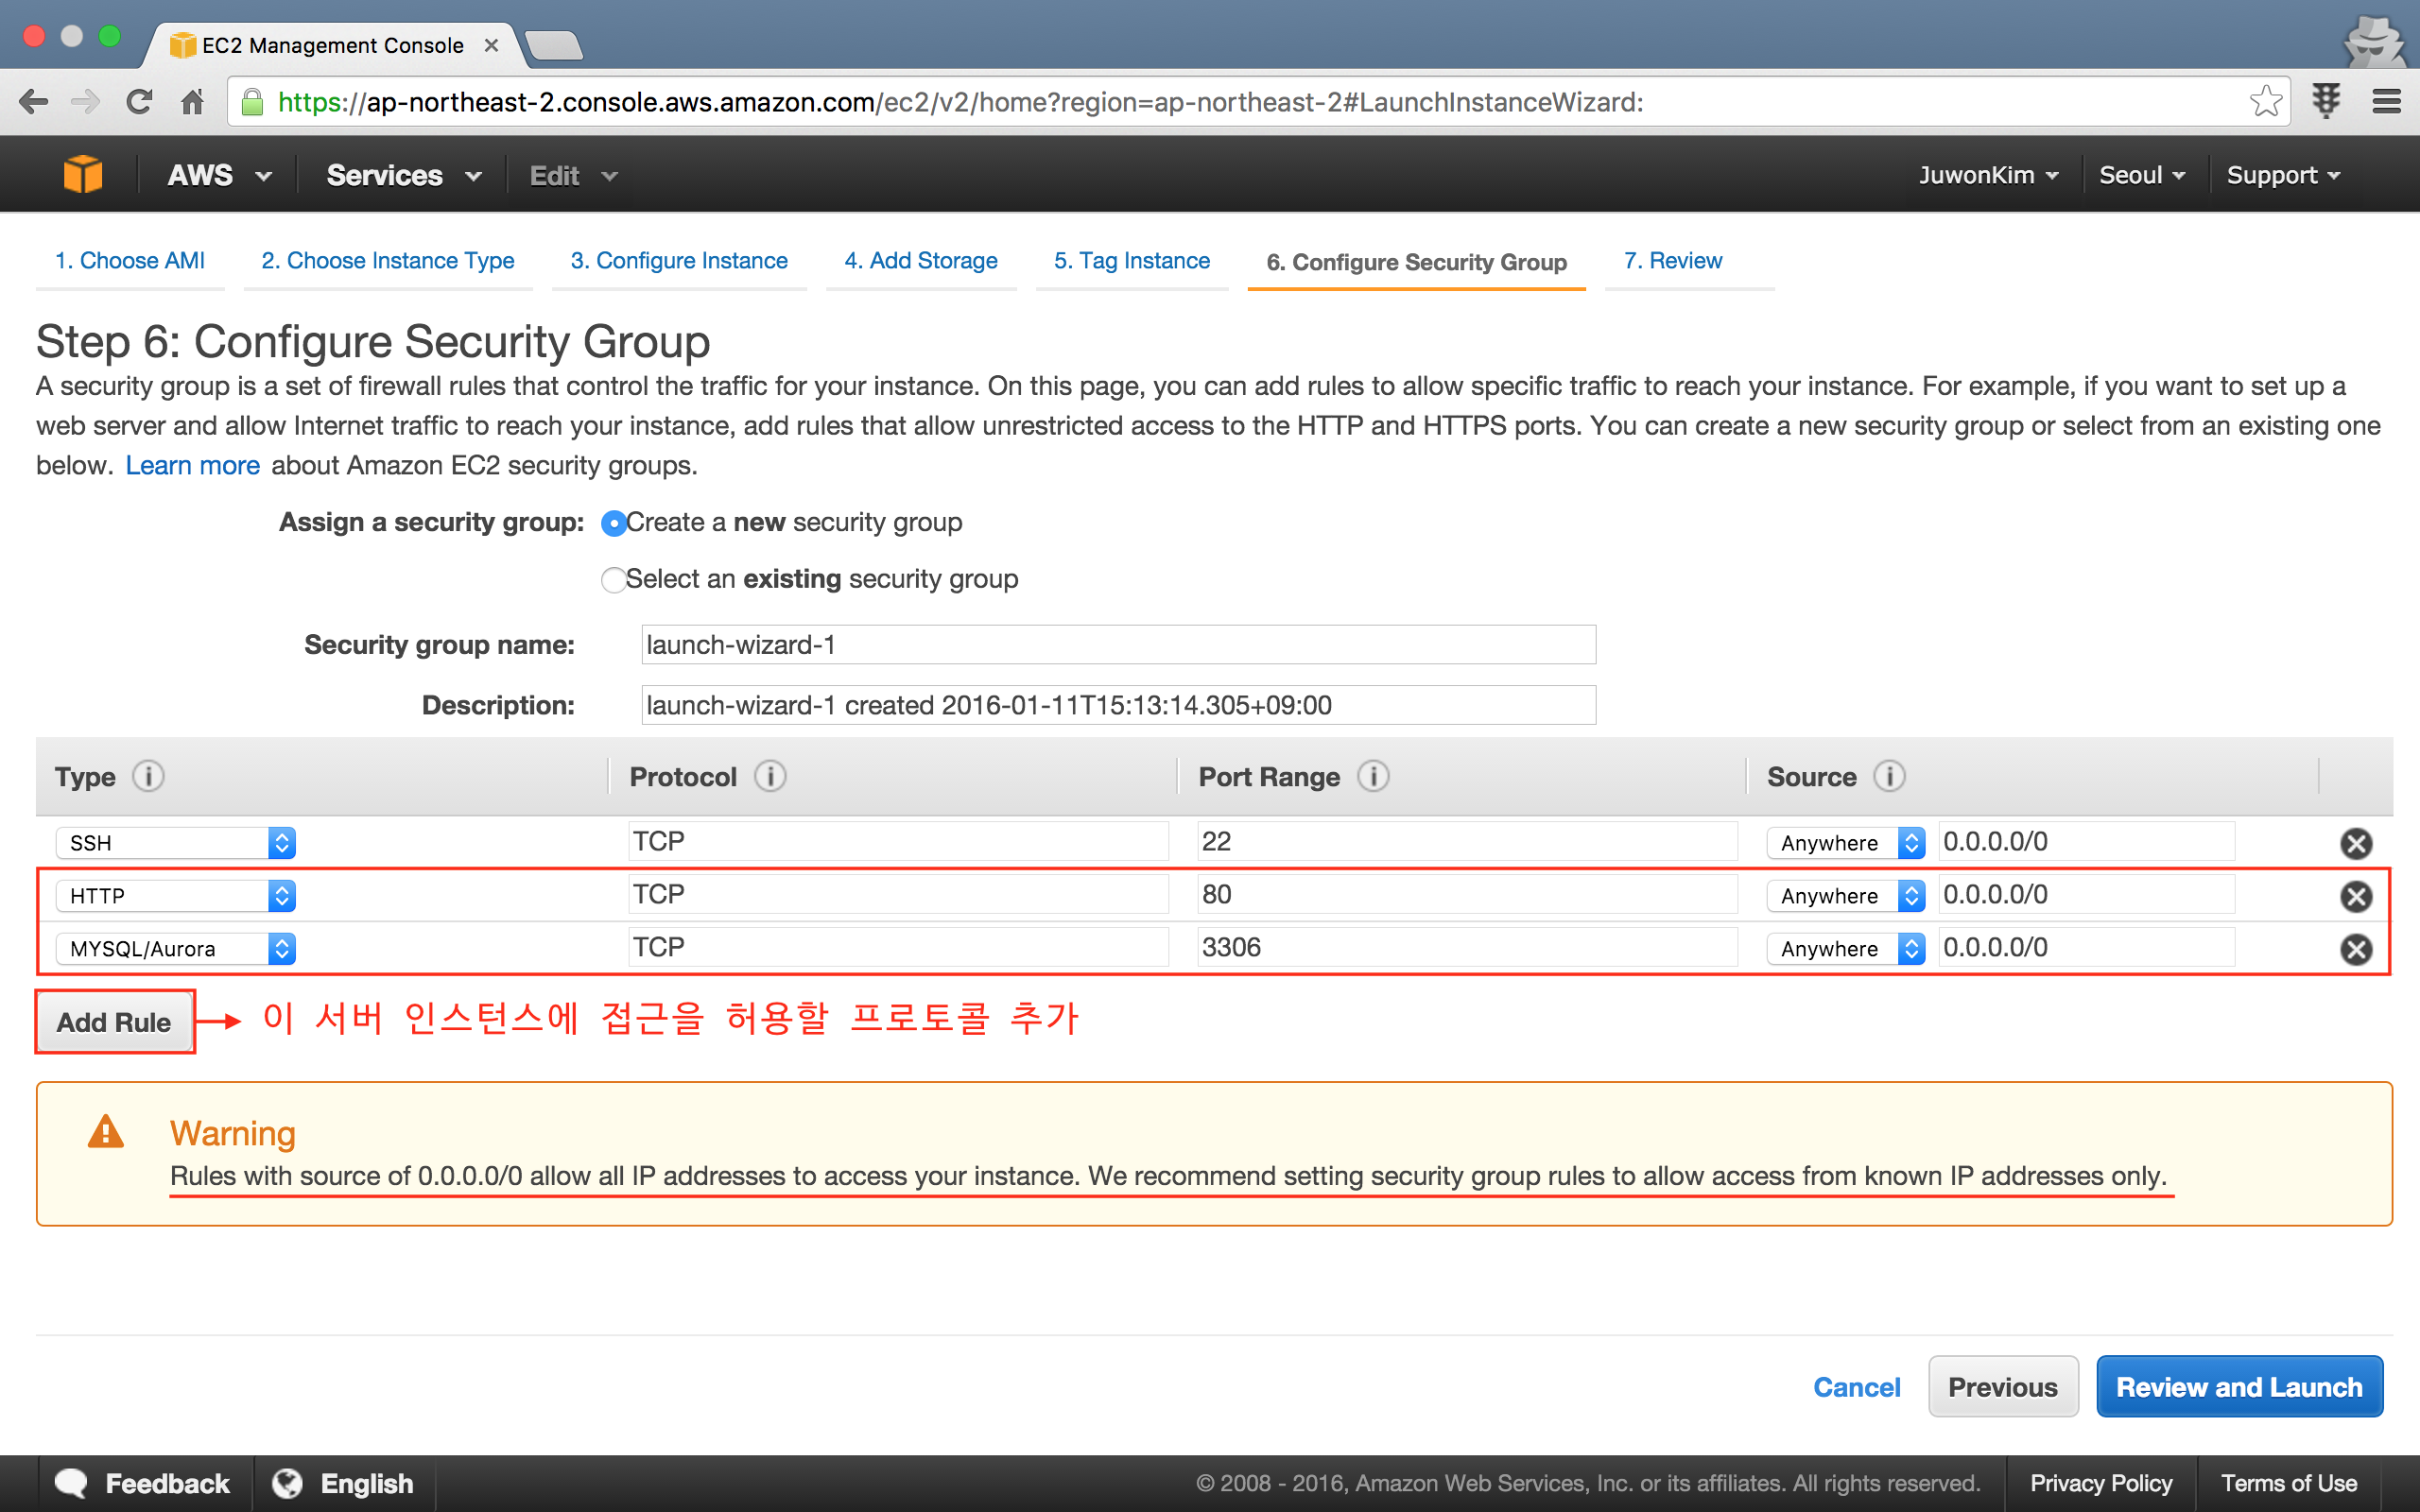 EC2 Management Console
https://ap-northeast-2.console.aws.amazon.com/ec2/v2/home?region=ap-northeast-2#LaunchInstanceWizard:
AWS Services Edit JuwonKim Seoul Support
1. Choose AMI 2. Choose Instance Type 3. Configure Instance 4. Add Storage 5. Tag Instance 6. Configure Security Group 7. Review
Step 6: Configure Security Group
A security group is a set of firewall rules that control the traffic for your instance. On this page, you can add rules to allow specific traffic to reach your instance. For example, if you want to set up a
web server and allow Internet traffic to reach your instance, add rules that allow unrestricted access to the HTTP and HTTPS ports. You can create a new security group or select from an existing one
below. Learn more about Amazon EC2 security groups.
Assign a security group: Create a new security group
Select an existing security group
Security group name: launch-wizard-1
Description: launch-wizard-1 created 2016-01-11T15:13:14.305+09:00
Type Protocol Port Range Source
SSH TCP 22 Anywhere 0.0.0.0/0
HTTP TCP 80 Anywhere 0.0.0.0/0
MYSQL/Aurora TCP 3306 Anywhere 0.0.0.0/0
Add Rule 이 서버 인스턴스에 접근을 허용할 프로토콜 추가
Warning
Rules with source of 0.0.0.0/0 allow all IP addresses to access your instance. We recommend setting security group rules to allow access from known IP addresses only.
Cancel Previous Review and Launch
Feedback English © 2008 - 2016, Amazon Web Services, Inc. or its affiliates. All rights reserved. Privacy Policy Terms of Use